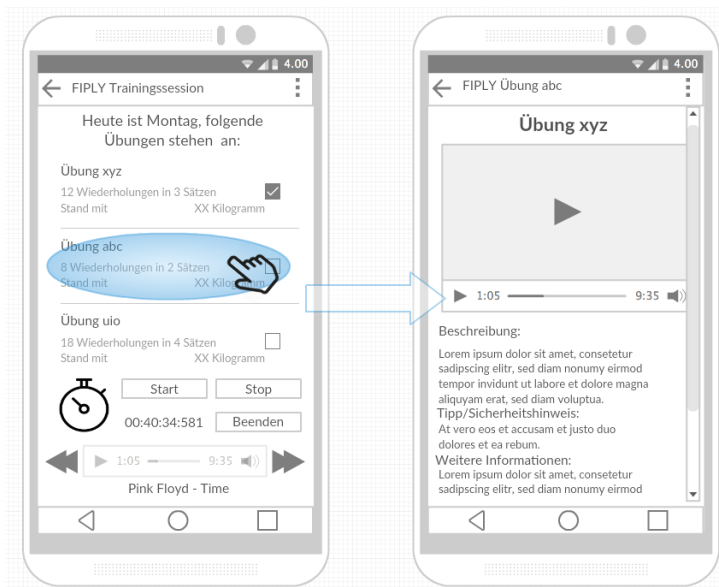 4.00
FIPLY Trainingssession
Heute ist Montag, folgende
Übungen stehen an:
Übung xyz
12 Wiederholungen in 3 Sätzen
Stand mit XX Kilogramm
Übung abc
8 Wiederholungen in 2 Sätzen
Stand mit XX Kilogramm
Übung uio
18 Wiederholungen in 4 Sätzen
Stand mit XX Kilogramm
Start Stop
00:40:34:581 Beenden
1:05 9:35
Pink Floyd - Time
4.00
FIPLY Übung abc
Übung xyz
1:05 9:35
Beschreibung:
Lorem ipsum dolor sit amet, consetetur
sadipscing elitr, sed diam nonumy eirmod
tempor invidunt ut labore et dolore magna
aliquyam erat, sed diam voluptua.
Tipp/Sicherheitshinweis:
At vero eos et accusam et justo duo
dolores et ea rebum.
Weitere Informationen:
Lorem ipsum dolor sit amet, consetetur
sadipscing elitr, sed diam nonumy eirmod